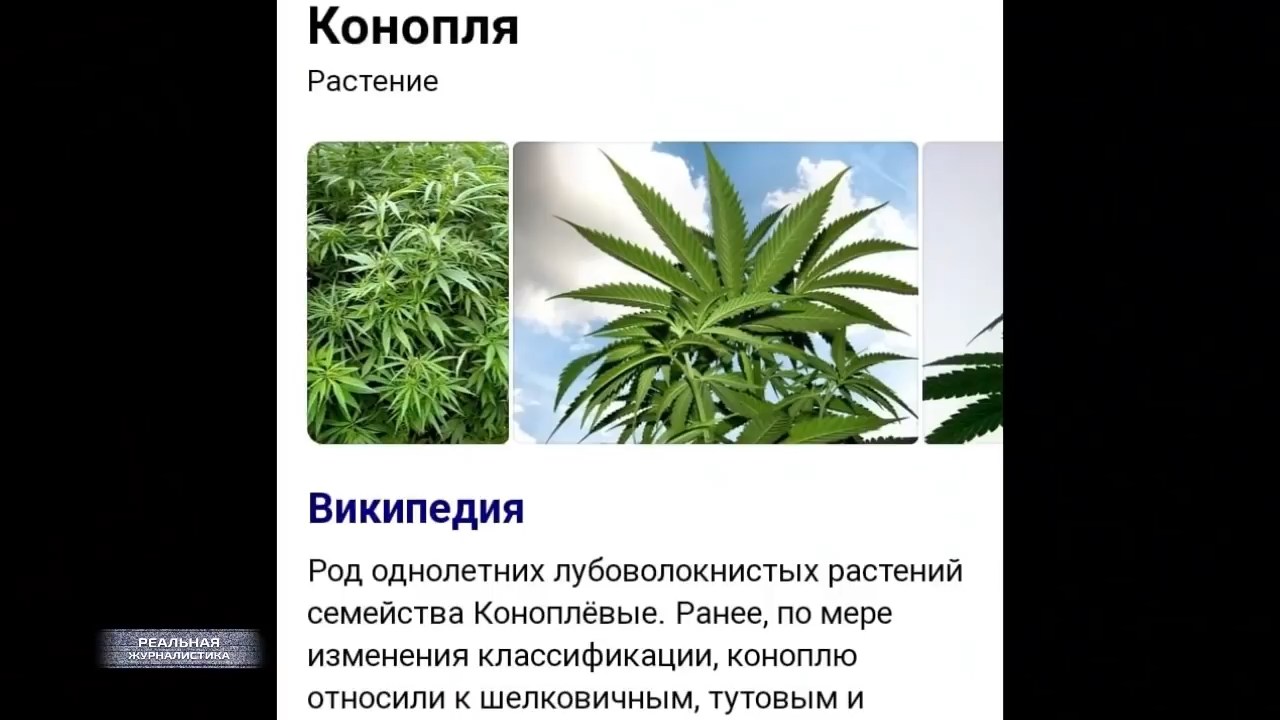 Конопля
Растение
Википедия
Род однолетних лубоволокнистых растений
семейства Коноплёвые. Ранее, по мере
изменения классификации, коноплю
относили к шелковичным, тутовым и
РЕАЛЬНАЯ
ЖУРНАЛИСТИКА